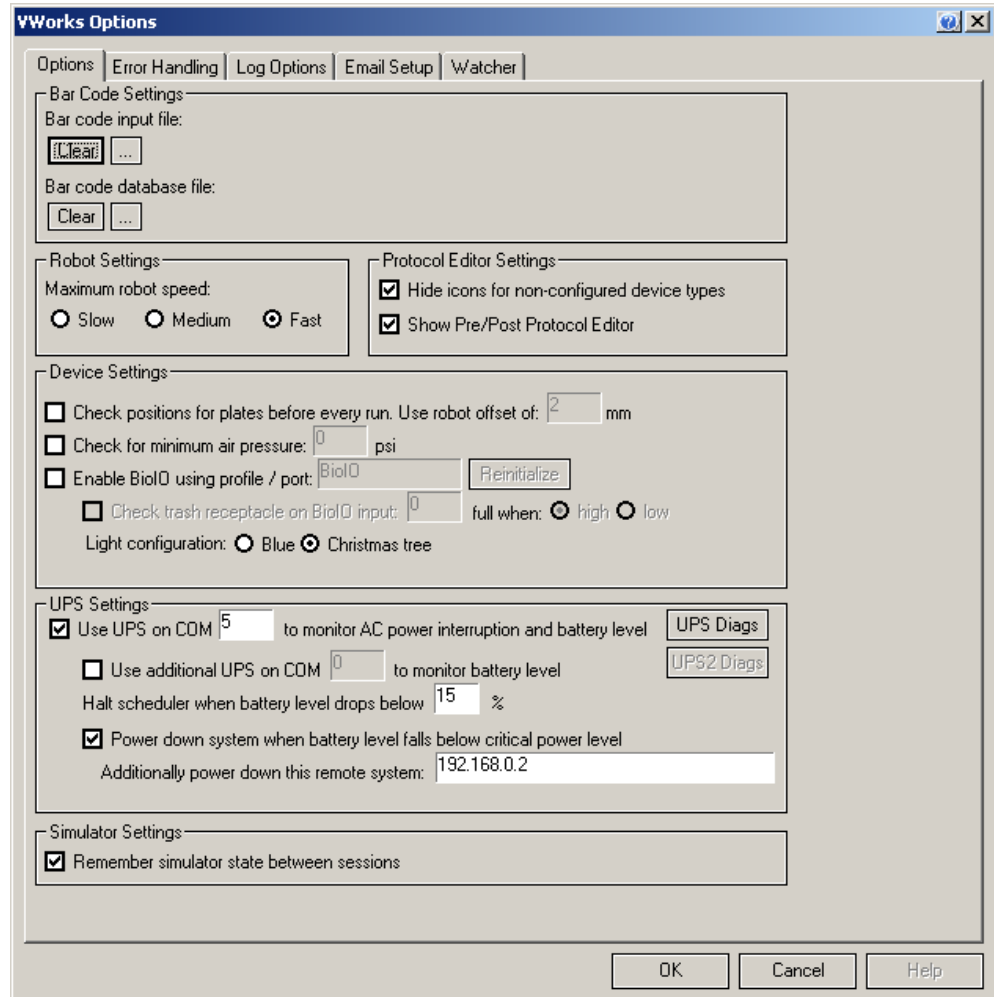 VWorks Options
Options Error Handling Log Options Email Setup Watcher
Bar Code Settings
Bar code input file:
Clear ...
Bar code database file:
Clear ...
Robot Settings
Maximum robot speed:
Slow Medium Fast
Protocol Editor Settings
Hide icons for non-configured device types
Show Pre/Post Protocol Editor
Device Settings
Check positions for plates before every run. Use robot offset of: 2 mm
Check for minimum air pressure: 0 psi
Enable BioIO using profile / port: BioIO Reinitialize
Check trash receptacle on BioIO input: 0 full when: high low
Light configuration: Blue Christmas tree
UPS Settings
Use UPS on COM 5 to monitor AC power interruption and battery level UPS Diags
Use additional UPS on COM 0 to monitor battery level UPS2 Diags
Halt scheduler when battery level drops below 15 %
Power down system when battery level falls below critical power level
Additionally power down this remote system: 192.168.0.2
Simulator Settings
Remember simulator state between sessions
OK Cancel Help